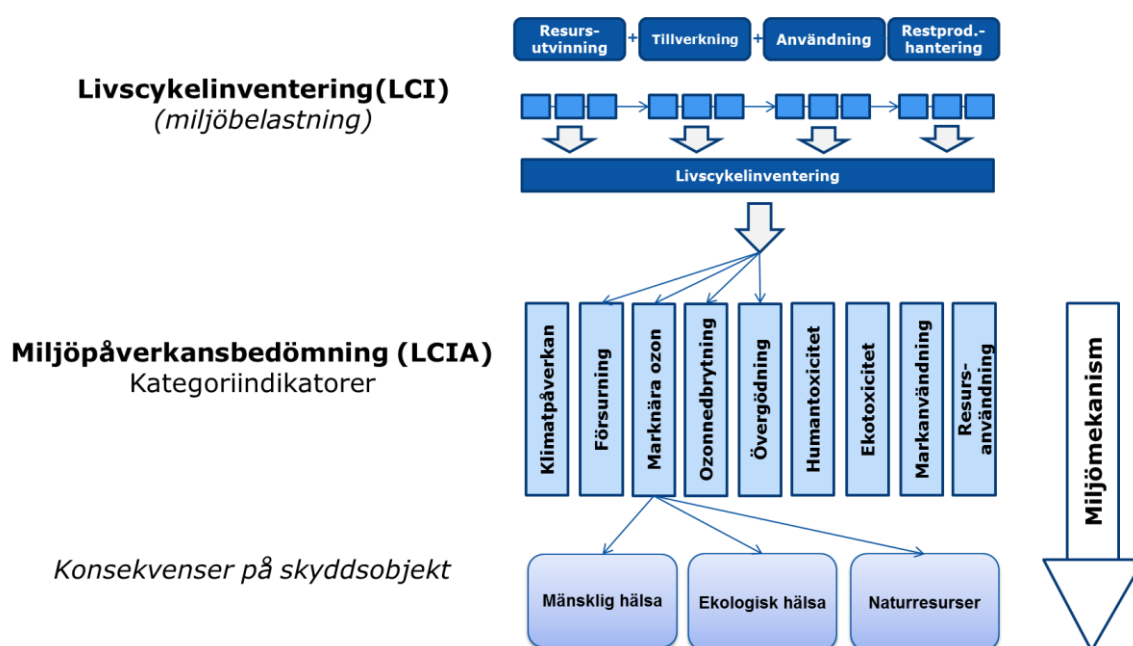 Resurs-
utvinning
+
Tillverkning
+
Användning
Restprod.-
hantering
Livscykelinventering(LCI)
(miljöbelastning)
Livscykelinventering
Miljöpåverkansbedömning (LCIA)
Kategoriindikatorer
Klimatpåverkan
Försurning
Marknära ozon
Ozonnedbrytning
Övergödning
Humantoxicitet
Ekotoxicitet
Markanvändning
Resurs-
användning
Miljömekanism
Konsekvenser på skyddsobjekt
Mänsklig hälsa
Ekologisk hälsa
Naturresurser